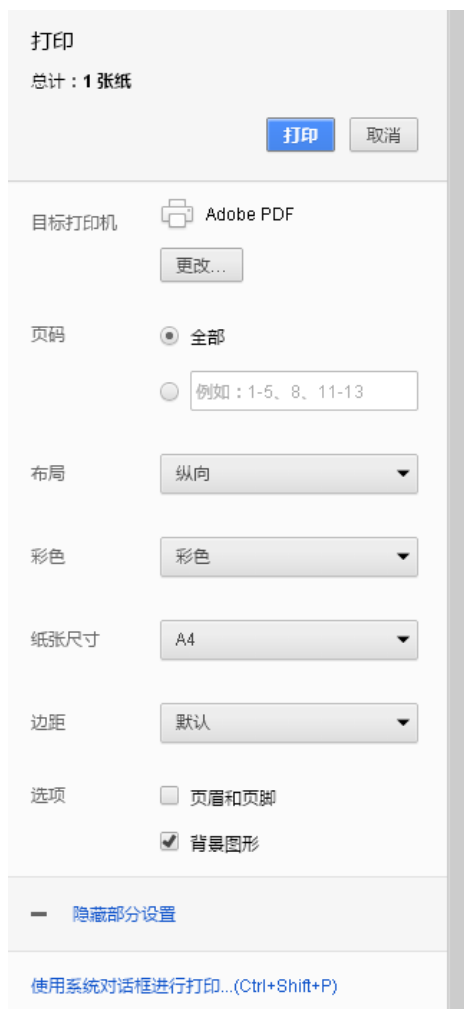 打印
总计：1 张纸
打印 取消
目标打印机 Adobe PDF
更改...
页码 全部
例如：1-5、8、11-13
布局 纵向
彩色 彩色
纸张尺寸 A4
边距 默认
选项 页眉和页脚
背景图形
隐藏部分设置
使用系统对话框进行打印...(Ctrl+Shift+P)